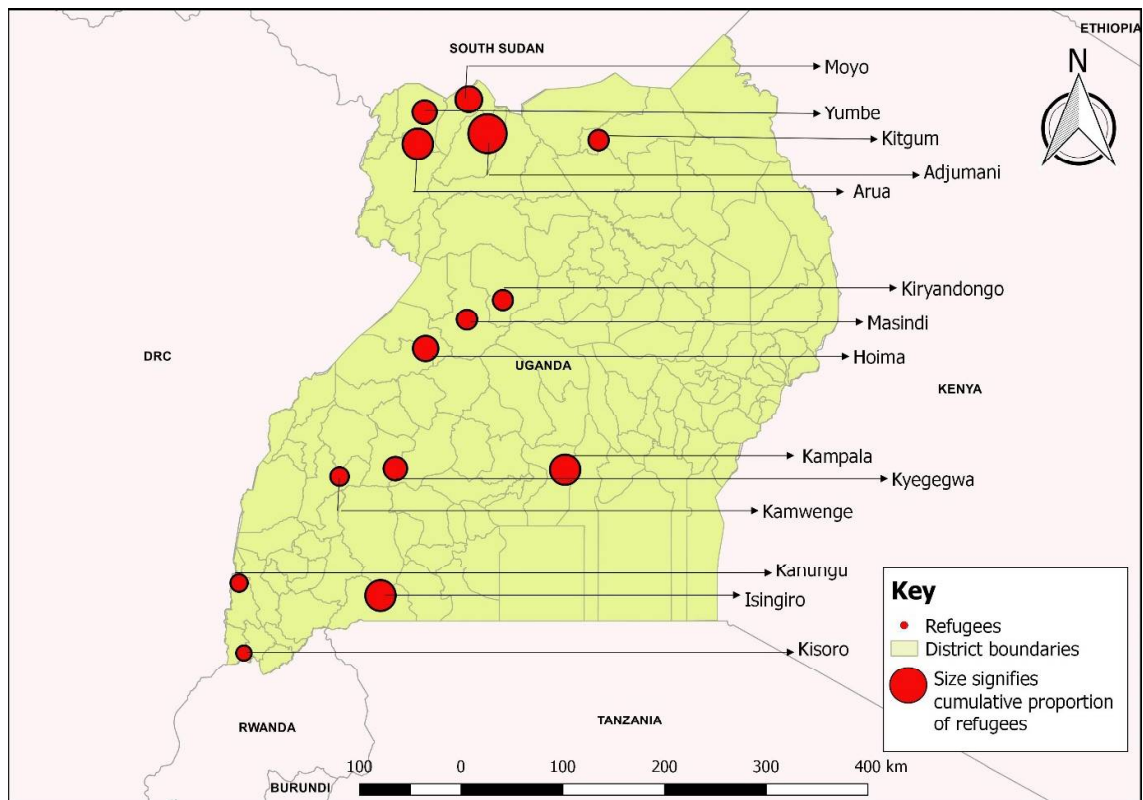 ETHIOPIA
SOUTH SUDAN
N
Moyo
Yumbe
Kitgum
Adjumani
Arua
Kiryandongo
Masindi
Hoima
DRC
UGANDA
KENYA
Kampala
Kyegegwa
Kamwenge
Kanungu
Isingiro
Kisoro
Key
Refugees
District boundaries
Size signifies
cumulative proportion
of refugees
RWANDA
TANZANIA
BURUNDI
100 0 100 200 300 400 km